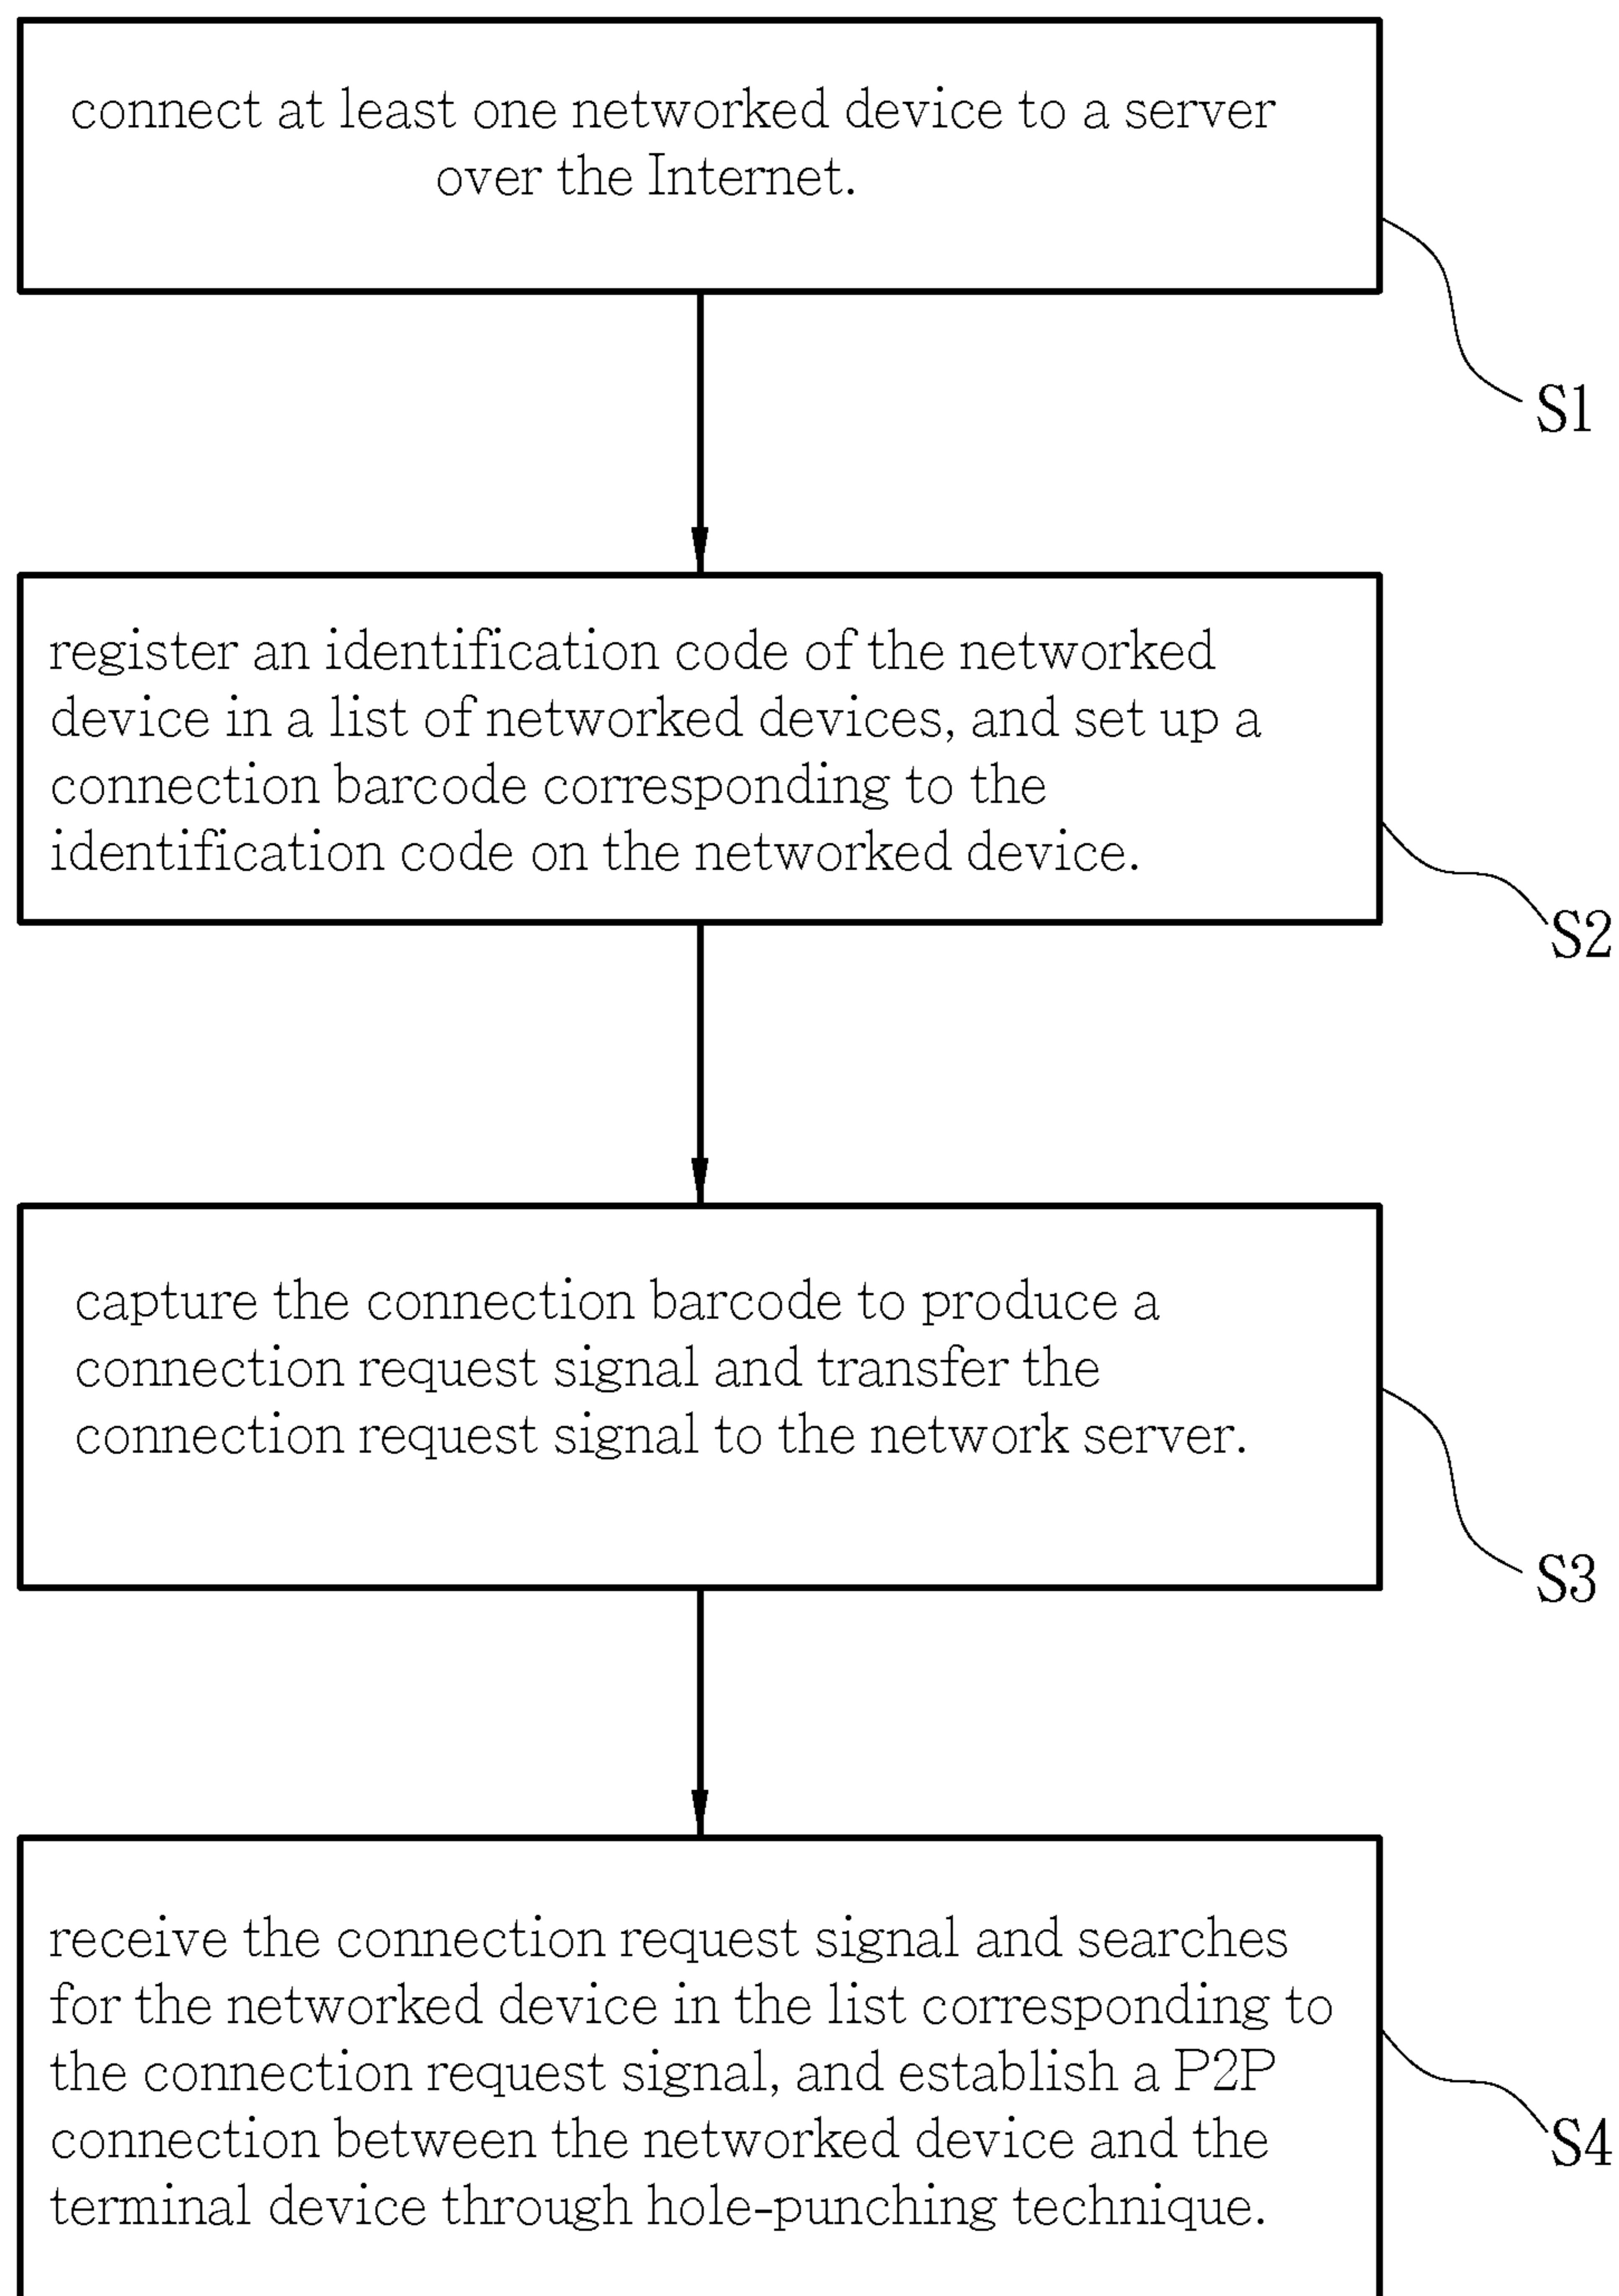 connect at least one networked device to a server
over the Internet.
S1
register an identification code of the networked
device in a list of networked devices, and set up a
connection barcode corresponding to the
identification code on the networked device.
S2
capture the connection barcode to produce a
connection request signal and transfer the
connection request signal to the network server.
S3
receive the connection request signal and searches
for the networked device in the list corresponding to
the connection request signal, and establish a P2P
connection between the networked device and the
terminal device through hole-punching technique.
S4